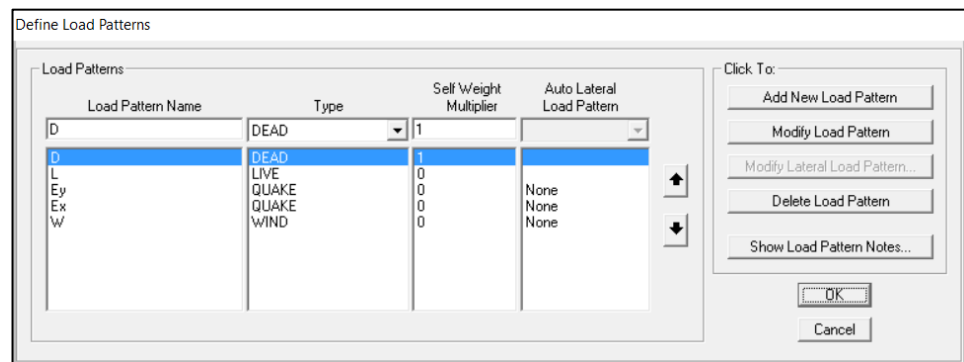 Define Load Patterns
Load Patterns
Load Pattern Name Type Self Weight Multiplier Auto Lateral Load Pattern
D DEAD 1
D DEAD 1
L LIVE 0
Ey QUAKE 0 None
Ex QUAKE 0 None
W WIND 0 None
Click To:
Add New Load Pattern
Modify Load Pattern
Modify Lateral Load Pattern...
Delete Load Pattern
Show Load Pattern Notes...
OK
Cancel